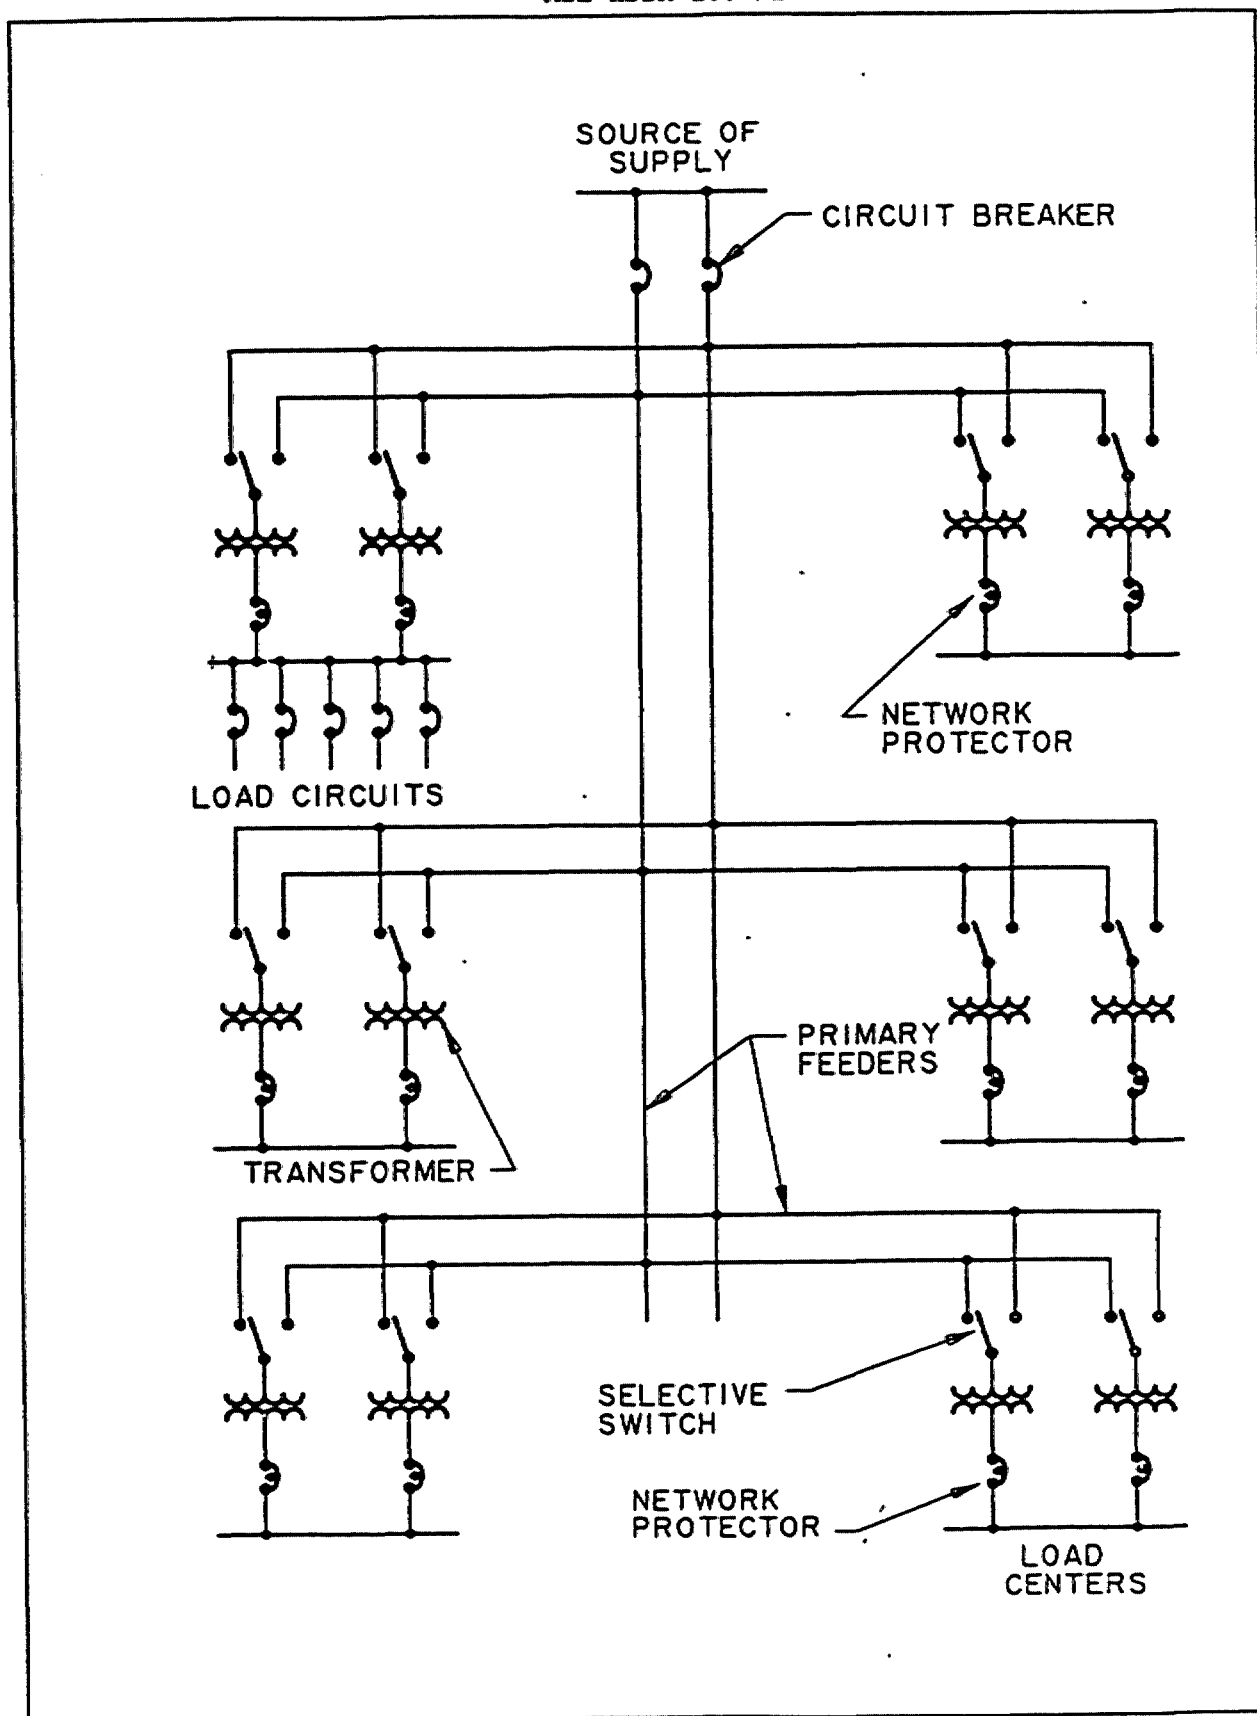 SOURCE OF
SUPPLY
CIRCUIT BREAKER
NETWORK
PROTECTOR
LOAD CIRCUITS
PRIMARY
FEEDERS
TRANSFORMER
SELECTIVE
SWITCH
NETWORK
PROTECTOR
LOAD
CENTERS